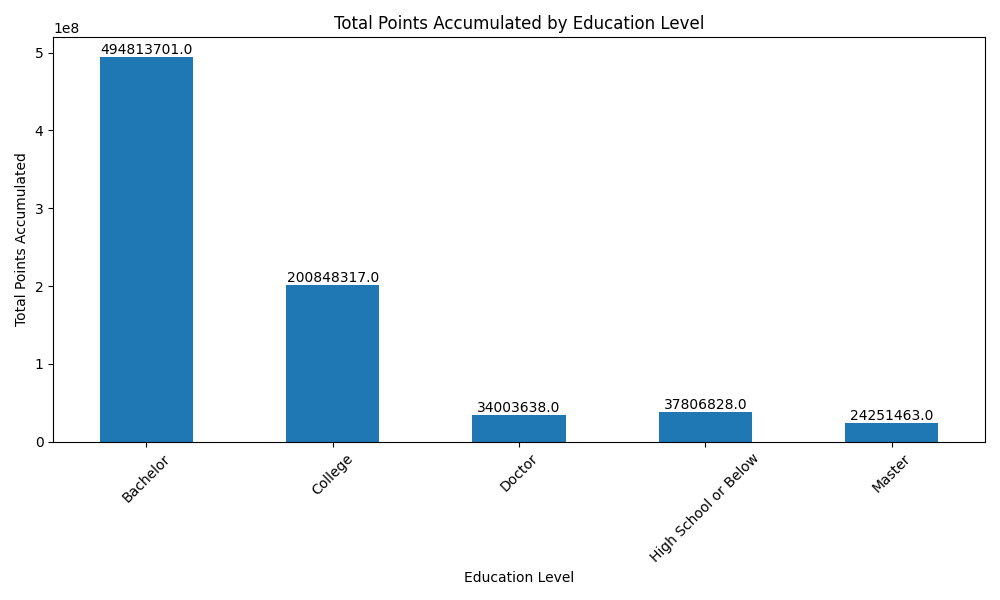 Total Points Accumulated by Education Level
1e8
5
4
3
2
1
0
Total Points Accumulated
494813701.0
200848317.0
34003638.0
37806828.0
24251463.0
Bachelor
College
Doctor
High School or Below
Master
Education Level